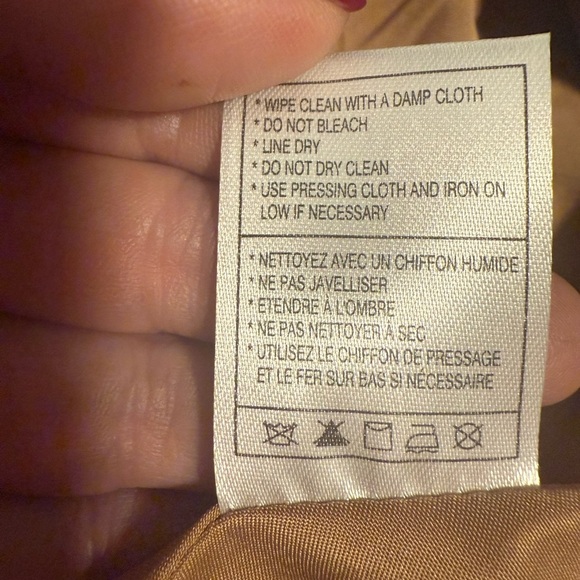 * WIPE CLEAN WITH A DAMP CLOTH
* DO NOT BLEACH
* LINE DRY
* DO NOT DRY CLEAN
* USE PRESSING CLOTH AND IRON ON
LOW IF NECESSARY
* NETTOYEZ AVEC UN CHIFFON HUMIDE
* NE PAS JAVELLISER
* ETENDRE À L'OMBRE
* NE PAS NETTOYER A SEC
* UTILISEZ LE CHIFFON DE PRESSAGE
ET LE FER SUR BAS SI NÉCESSAIRE